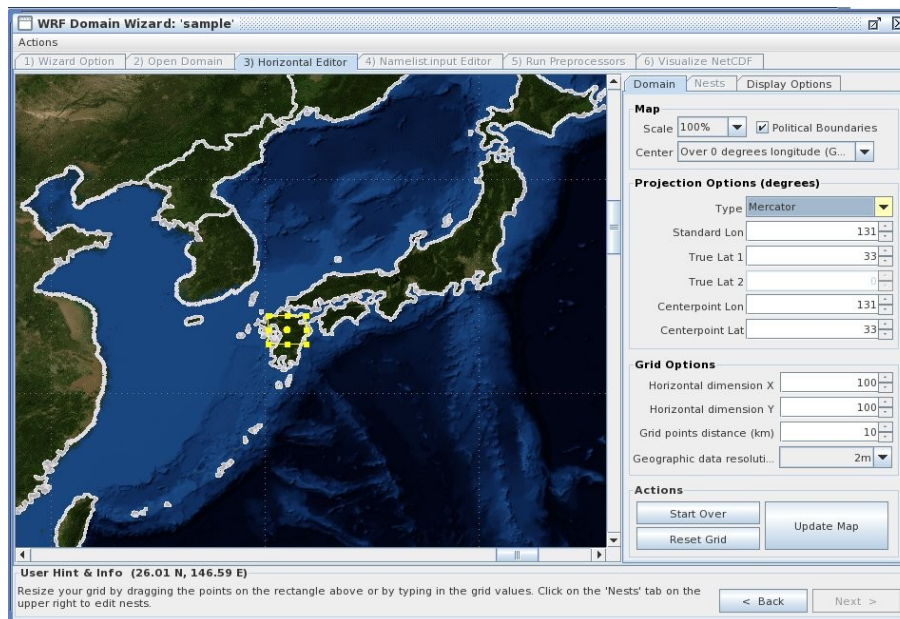 WRF Domain Wizard: 'sample'
Actions
1) Wizard Option 2) Open Domain 3) Horizontal Editor 4) Namelist.input Editor 5) Run Preprocessors 6) Visualize NetCDF
Domain Nests Display Options
Map
Scale 100% Political Boundaries
Center Over 0 degrees longitude (G...
Projection Options (degrees)
Type Mercator
Standard Lon 131
True Lat 1 33
True Lat 2 0
Centerpoint Lon 131
Centerpoint Lat 33
Grid Options
Horizontal dimension X 100
Horizontal dimension Y 100
Grid points distance (km) 10
Geographic data resoluti... 2m
Actions
Start Over
Update Map
Reset Grid
User Hint & Info (26.01 N, 146.59 E)
Resize your grid by dragging the points on the rectangle above or by typing in the grid values. Click on the 'Nests' tab on the
upper right to edit nests.
< Back Next >